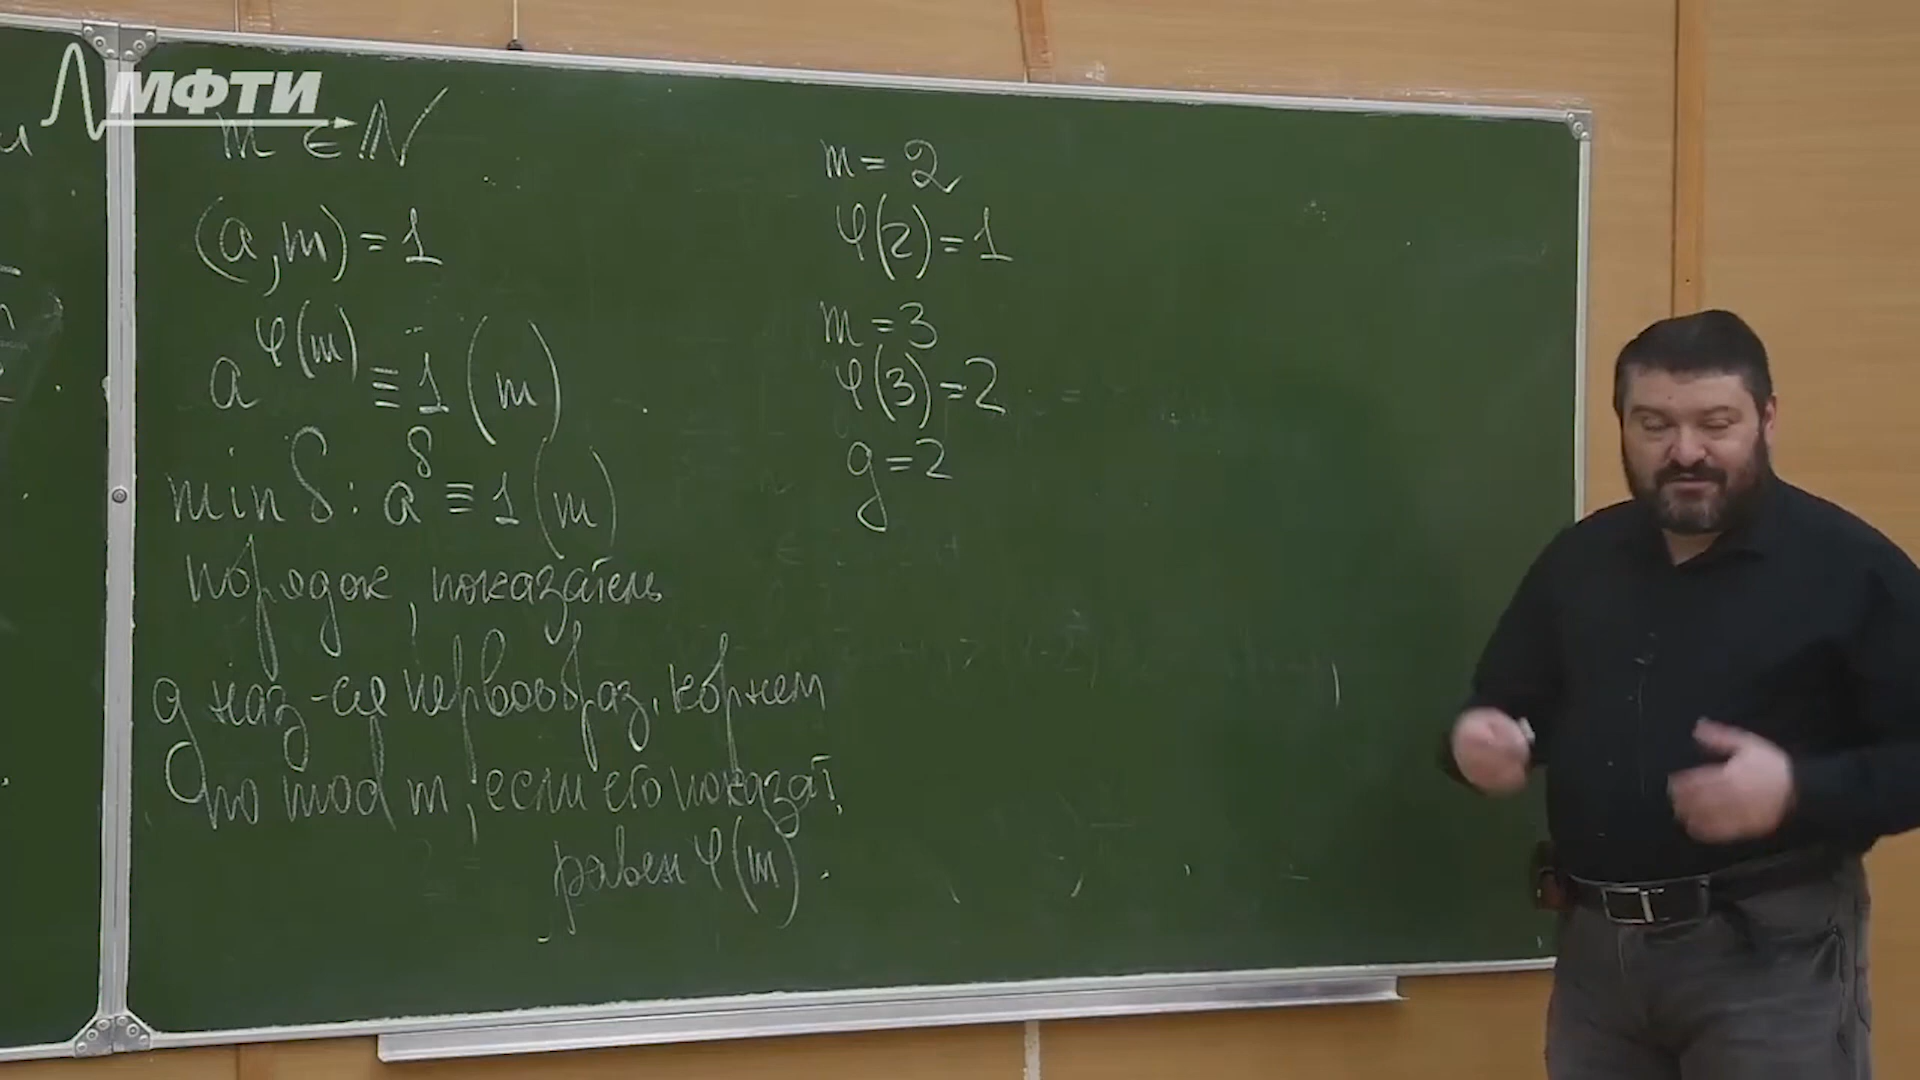 МФТИ
m ∈ ℕ
(a,m)=1
a^φ(m) ≡ 1 (m)
min δ: a^δ ≡ 1 (m)
порядок, показатель
g наз-ся первообраз. корнем
по mod m, если его показат.
равен φ(m).
m=2
φ(2)=1
m=3
φ(3)=2
g=2